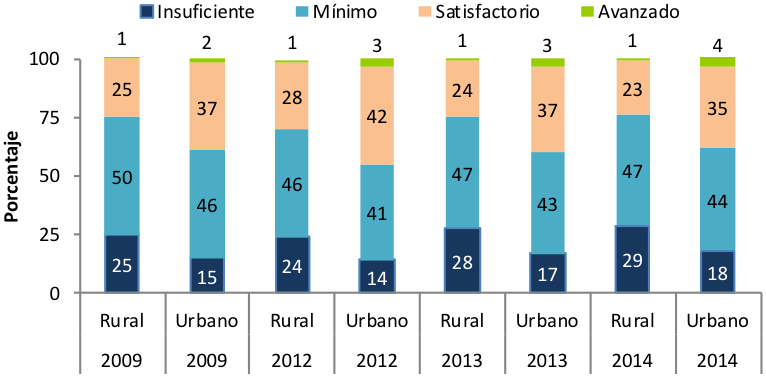 Insuficiente Mínimo Satisfactorio Avanzado
1 2 1 3 1 3 1 4
100
25 37 28 42 24 37 23 35
75
50 46 46 41 47 43 47 44
50
25
25 15 24 14 28 17 29 18
0
Porcentaje
Rural Urbano Rural Urbano Rural Urbano Rural Urbano
2009 2009 2012 2012 2013 2013 2014 2014